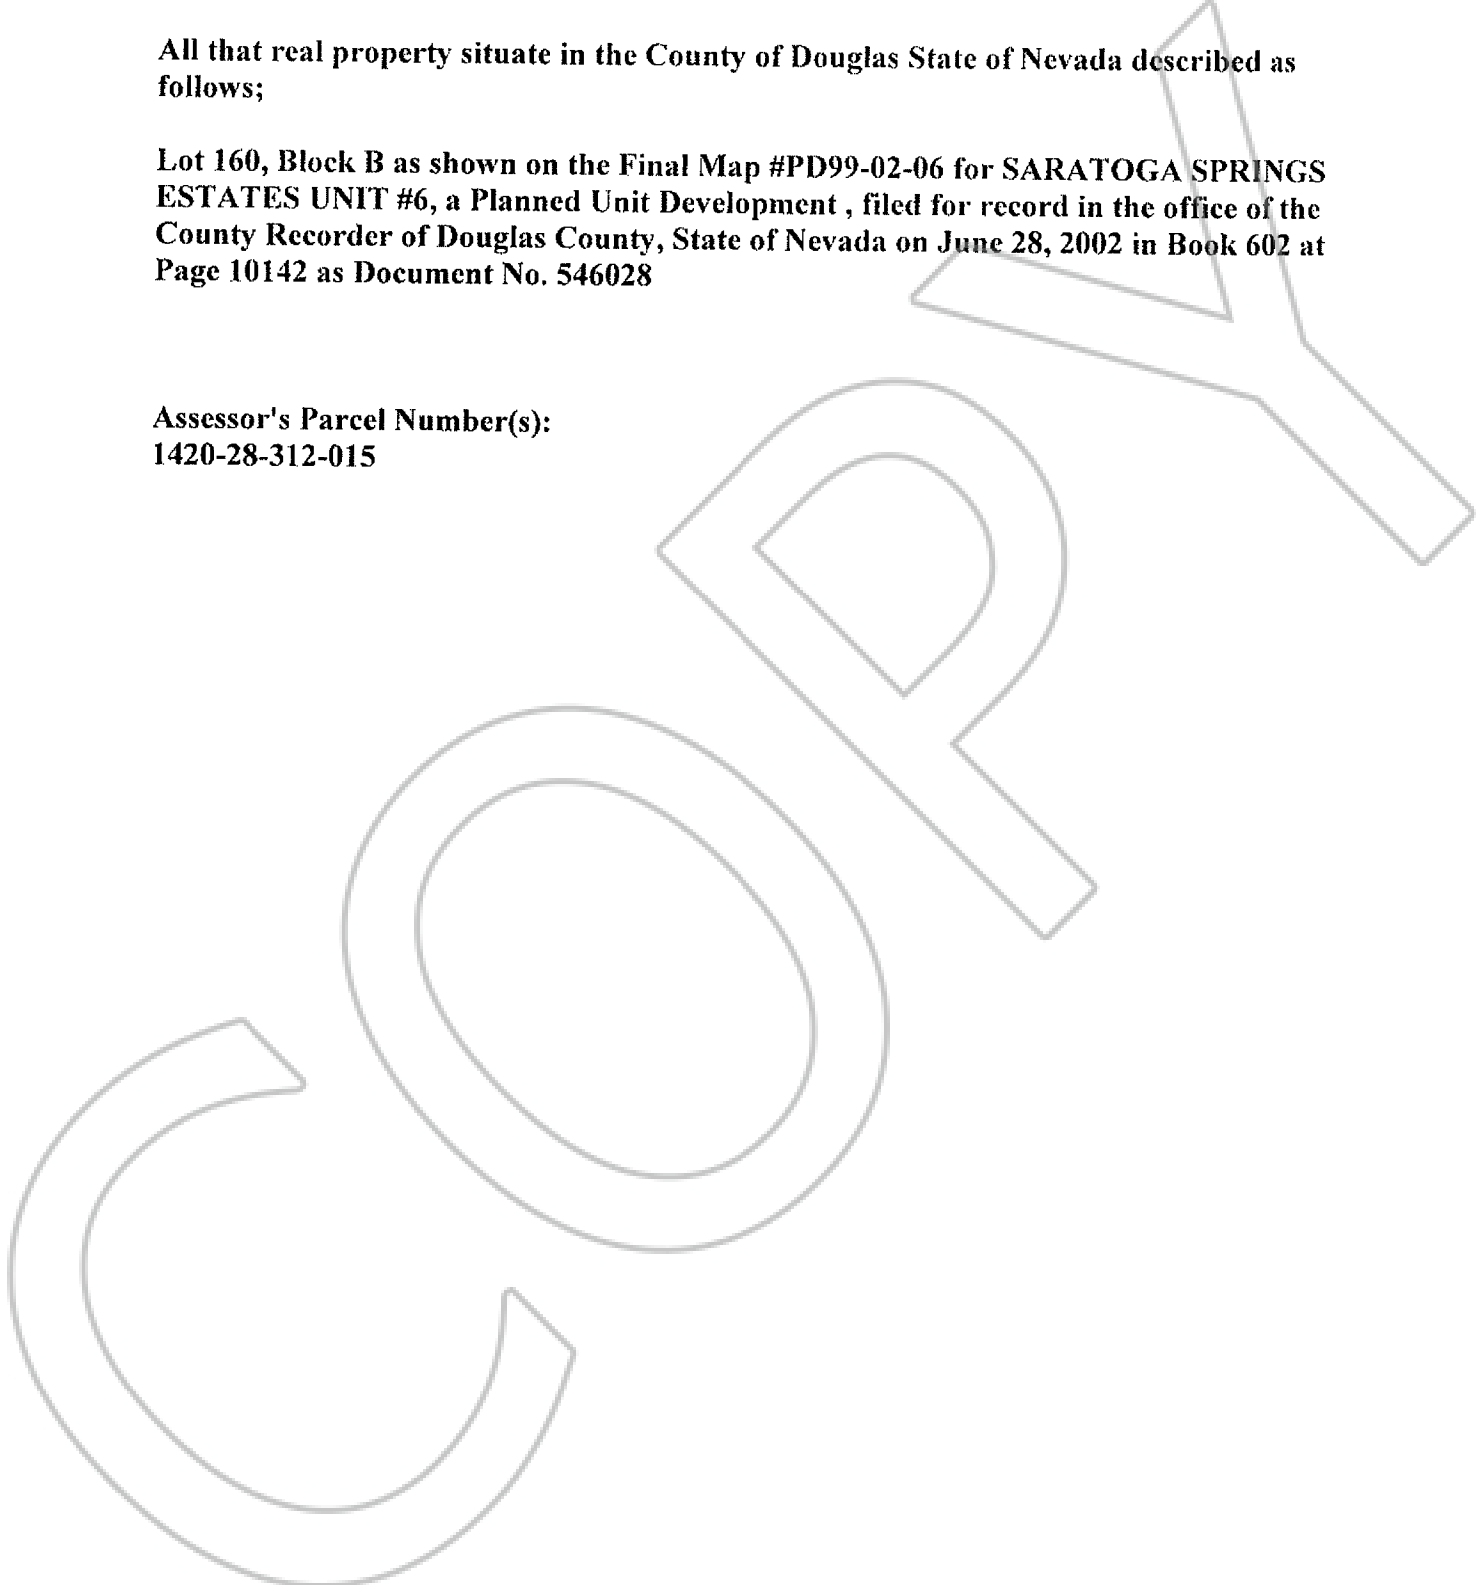 All that real property situate in the County of Douglas State of Nevada described as
follows;
Lot 160, Block B as shown on the Final Map #PD99-02-06 for SARATOGA SPRINGS
ESTATES UNIT #6, a Planned Unit Development , filed for record in the office of the
County Recorder of Douglas County, State of Nevada on June 28, 2002 in Book 602 at
Page 10142 as Document No. 546028
Assessor's Parcel Number(s):
1420-28-312-015
COPY